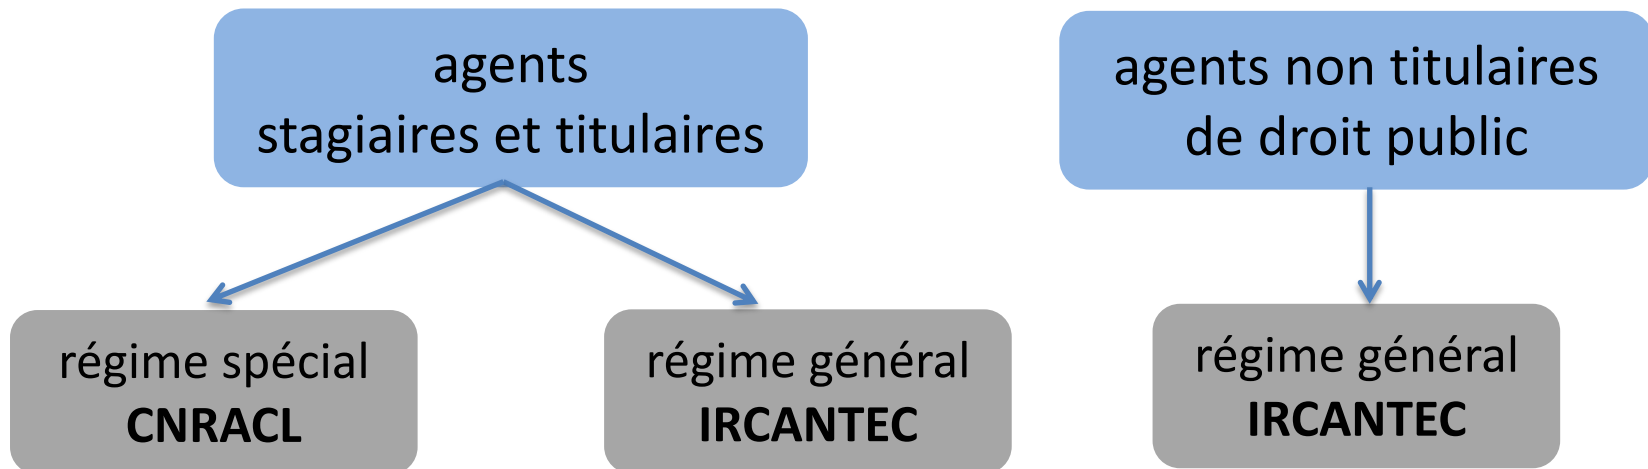 agents
stagiaires et titulaires
agents non titulaires
de droit public
régime spécial
CNRACL
régime général
IRCANTEC
régime général
IRCANTEC